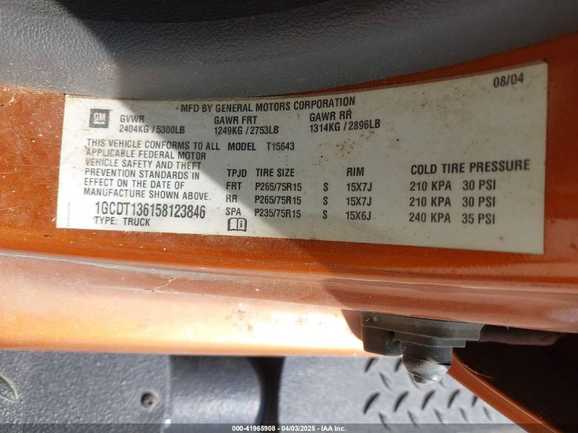 08/04
MFD BY GENERAL MOTORS CORPORATION
GM
GVWR GAWR FRT GAWR RR
2404KG / 5300LB 1249KG / 2753LB 1314KG / 2896LB
THIS VEHICLE CONFORMS TO ALL MODEL T15643
APPLICABLE FEDERAL MOTOR
VEHICLE SAFETY AND THEFT
PREVENTION STANDARDS IN
EFFECT ON THE DATE OF
MANUFACTURE SHOWN ABOVE.
1GCDT136158123846
TYPE: TRUCK
TPJD TIRE SIZE RIM COLD TIRE PRESSURE
FRT P265/75R15 S 15X7J 210 KPA 30 PSI
RR P265/75R15 S 15X7J 210 KPA 30 PSI
SPA P235/75R15 S 15X6J 240 KPA 35 PSI
000-41965908 - 04/03/2025 - IAA Inc.